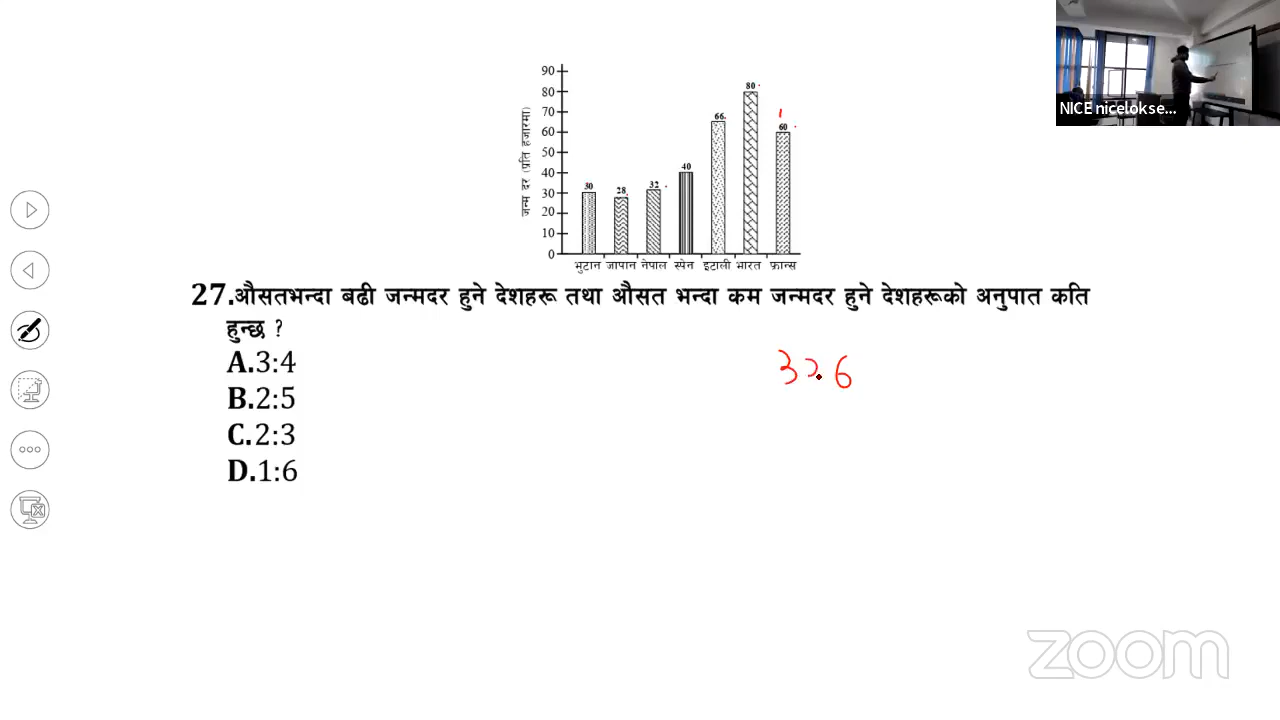 NICE nicelokse...
जन्म दर (प्रति हजारमा)
90
80
70
60
50
40
30
20
10
0
30
28
32
40
66
80
60
भुटान जापान नेपाल स्पेन इटाली भारत फ्रान्स
27.औसतभन्दा बढी जन्मदर हुने देशहरू तथा औसत भन्दा कम जन्मदर हुने देशहरूको अनुपात कति
हुन्छ ?
A.3:4
B.2:5
C.2:3
D.1:6
zoom